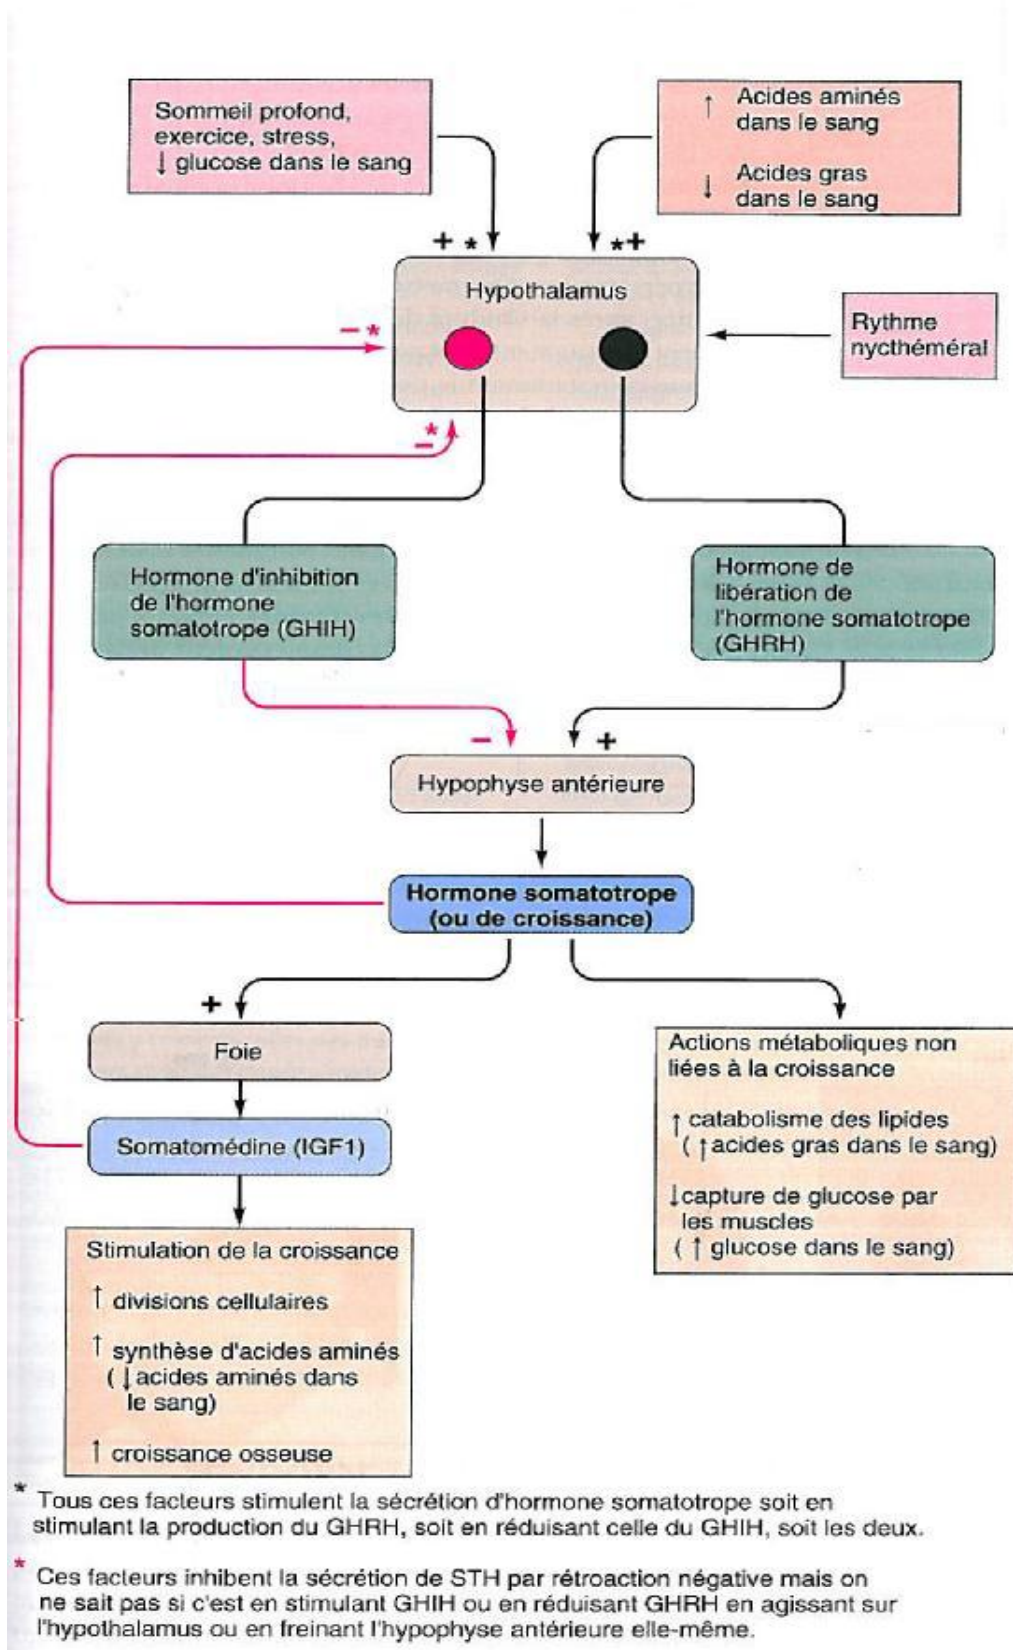 Sommeil profond,
exercice, stress,
↓ glucose dans le sang
↑ Acides aminés
dans le sang
↓ Acides gras
dans le sang
+ *
*+
Hypothalamus
Rythme
nycthéméral
– *
– *
Hormone d'inhibition
de l'hormone
somatotrope (GHIH)
Hormone de
libération de
l'hormone somatotrope
(GHRH)
–
+
Hypophyse antérieure
Hormone somatotrope
(ou de croissance)
+
Foie
Somatomédine (IGF1)
Actions métaboliques non
liées à la croissance
↑ catabolisme des lipides
( ↑ acides gras dans le sang)
↓ capture de glucose par
les muscles
( ↑ glucose dans le sang)
Stimulation de la croissance
↑ divisions cellulaires
↑ synthèse d'acides aminés
( ↓ acides aminés dans
le sang)
↑ croissance osseuse
* Tous ces facteurs stimulent la sécrétion d'hormone somatotrope soit en
stimulant la production du GHRH, soit en réduisant celle du GHIH, soit les deux.
* Ces facteurs inhibent la sécrétion de STH par rétroaction négative mais on
ne sait pas si c'est en stimulant GHIH ou en réduisant GHRH en agissant sur
l'hypothalamus ou en freinant l'hypophyse antérieure elle-même.